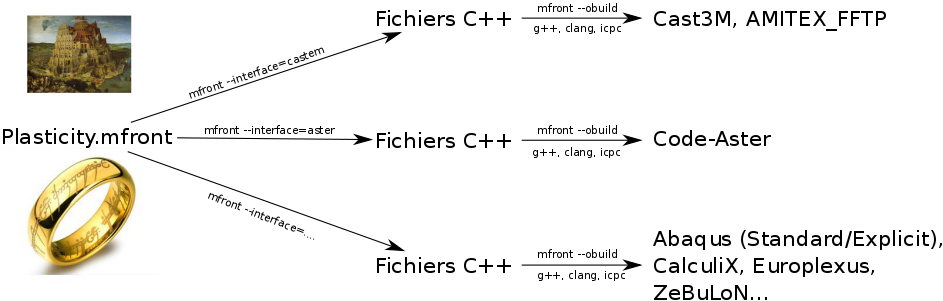 Fichiers C++
mfront --obuild
g++, clang, icpc
Cast3M, AMITEX_FFTP
mfront --interface=castem
Plasticity.mfront
mfront --interface=aster
Fichiers C++
mfront --obuild
g++, clang, icpc
Code-Aster
mfront --interface=....
Fichiers C++
mfront --obuild
g++, clang, icpc
Abaqus (Standard/Explicit),
CalculiX, Europlexus,
ZeBuLoN...